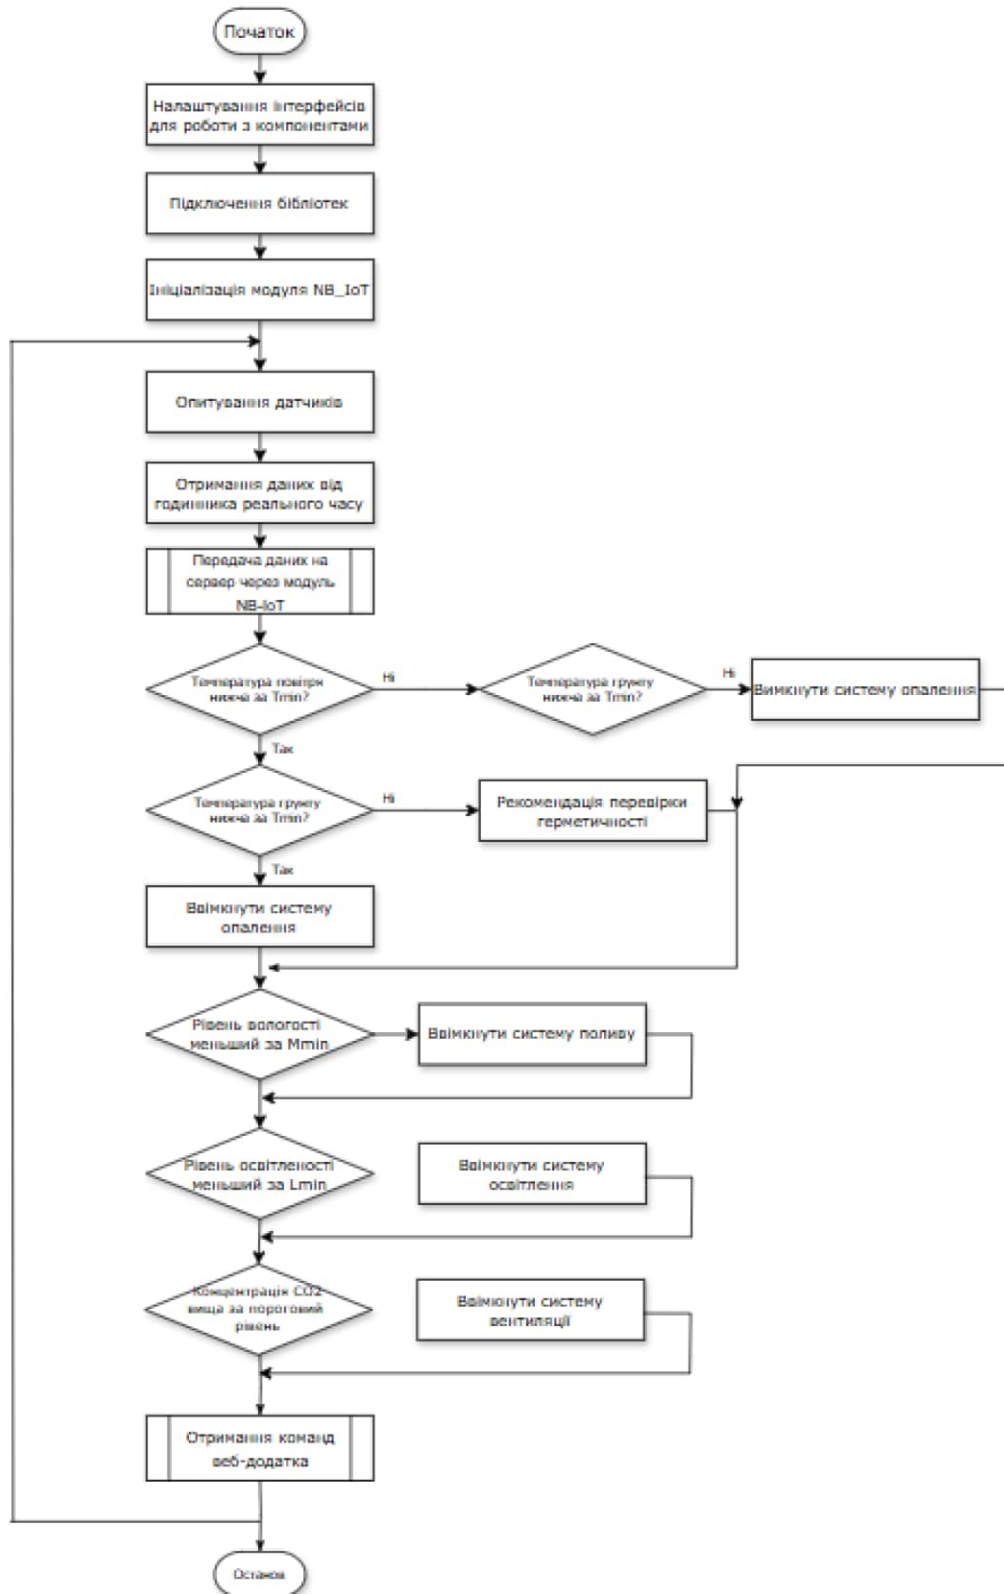 Початок
Налаштування інтерфейсів
для роботи з компонентами
Підключення бібліотек
Ініціалізація модуля NB_IoT
Опитування датчиків
Отримання даних від
годинника реального часу
Передача даних на
сервер через модуль
NB-IoT
Температура повітря
нижча за Tmin?
Ні
Температура грунту
нижча за Tmin?
Ні
Вимкнути систему опалення
Так
Температура грунту
нижча за Tmin?
Ні
Рекомендація перевірки
герметичності
Так
Ввімкнути систему
опалення
Рівень вологості
меньший за Mmin
Ввімкнути систему поливу
Рівень освітленості
меньший за Lmin
Ввімкнути систему
освітлення
Концентрація CO2
вища за пороговий
рівень
Ввімкнути систему
вентиляції
Отримання команд
веб-додатка
Останов